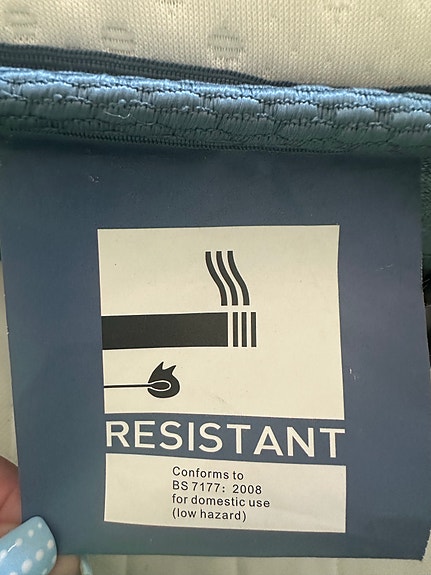 RESISTANT
Conforms to
BS 7177: 2008
for domestic use
(low hazard)